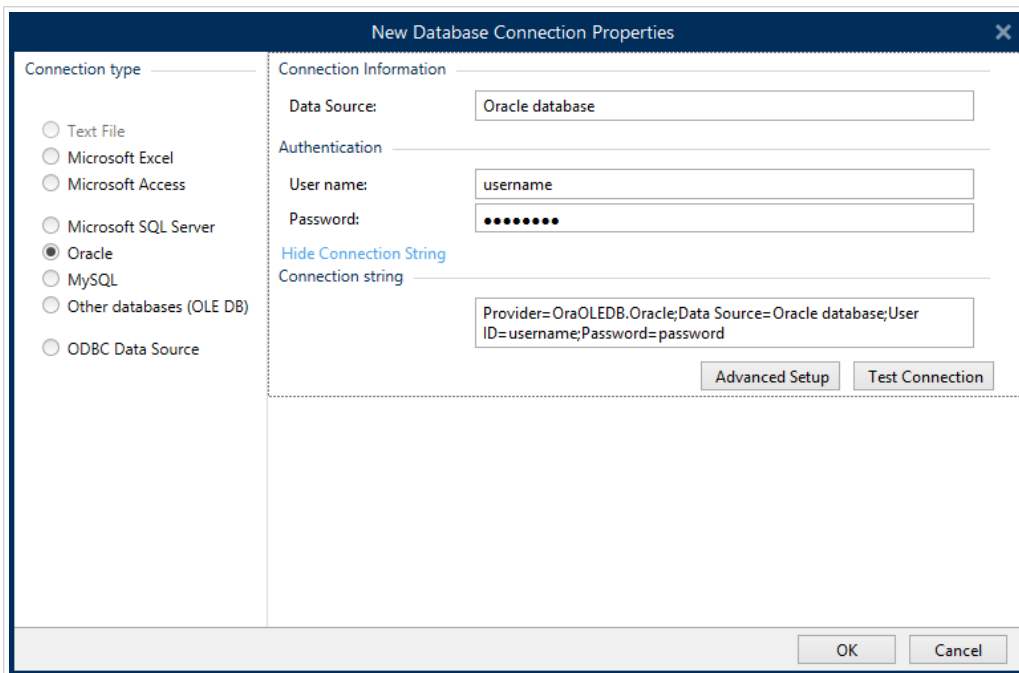 New Database Connection Properties
Connection type
Text File
Microsoft Excel
Microsoft Access
Microsoft SQL Server
Oracle
MySQL
Other databases (OLE DB)
ODBC Data Source
Connection Information
Data Source:
Oracle database
Authentication
User name:
username
Password:
●●●●●●●●
Hide Connection String
Connection string
Provider=OraOLEDB.Oracle;Data Source=Oracle database;User
ID=username;Password=password
Advanced Setup
Test Connection
OK
Cancel